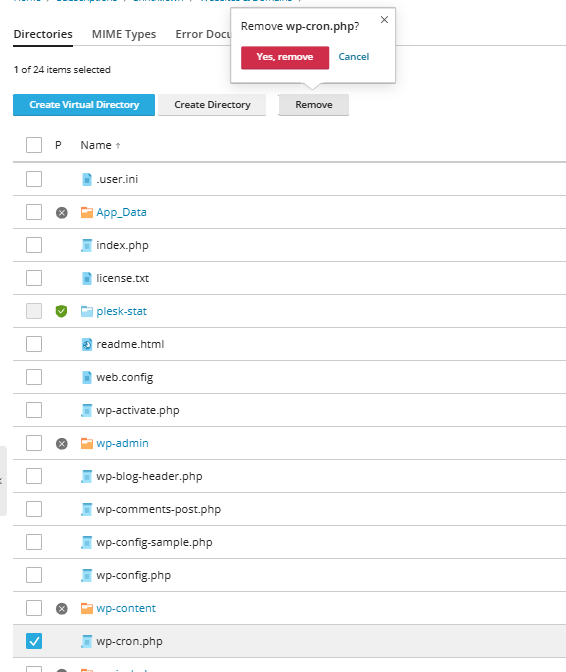 Remove wp-cron.php?
Yes, remove Cancel
Directories MIME Types Error Docu
1 of 24 items selected
Create Virtual Directory Create Directory Remove
P Name ↑
.user.ini
App_Data
index.php
license.txt
plesk-stat
readme.html
web.config
wp-activate.php
wp-admin
wp-blog-header.php
wp-comments-post.php
wp-config-sample.php
wp-config.php
wp-content
wp-cron.php